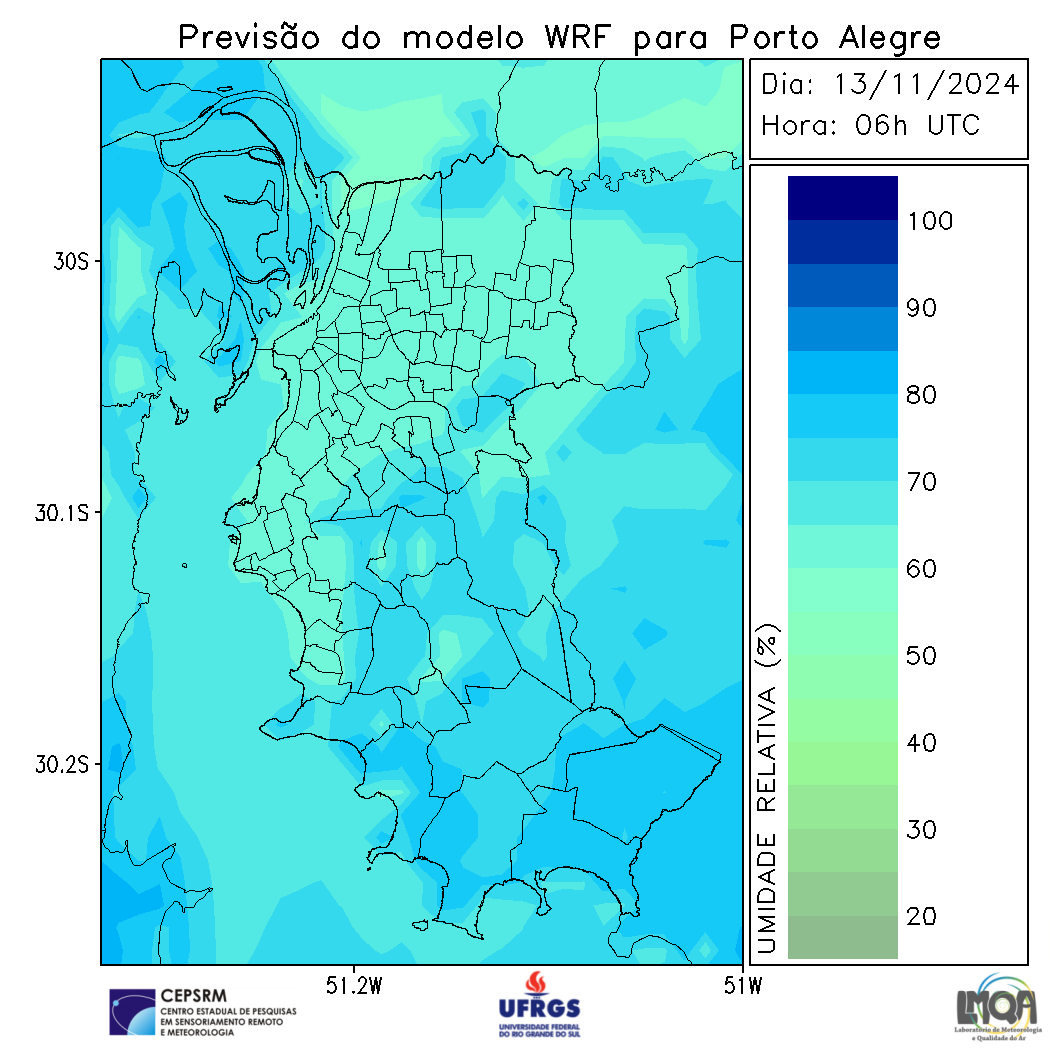 Previsão do modelo WRF para Porto Alegre
Dia: 13/11/2024
Hora: 06h UTC
100
90
80
70
60
50
40
30
20
UMIDADE RELATIVA (%)
30S
30.1S
30.2S
51.2W
51W
CEPSRM
CENTRO ESTADUAL DE PESQUISAS
EM SENSORIAMENTO REMOTO
E METEOROLOGIA
UFRGS
UNIVERSIDADE FEDERAL
DO RIO GRANDE DO SUL
LMQA
Laboratório de Meteorologia
e Qualidade do Ar